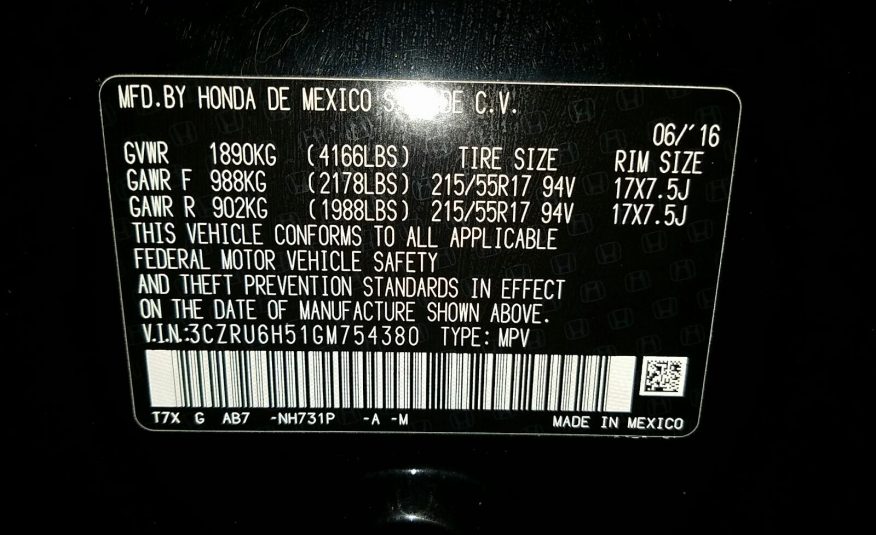 MFD.BY HONDA DE MEXICO DE C.V.
06/'16
GVWR 1890KG (4166LBS) TIRE SIZE RIM SIZE
GAWR F 988KG (2178LBS) 215/55R17 94V 17X7.5J
GAWR R 902KG (1988LBS) 215/55R17 94V 17X7.5J
THIS VEHICLE CONFORMS TO ALL APPLICABLE
FEDERAL MOTOR VEHICLE SAFETY
AND THEFT PREVENTION STANDARDS IN EFFECT
ON THE DATE OF MANUFACTURE SHOWN ABOVE.
V.I.N.:3CZRU6H51GM754380 TYPE: MPV
T7X G AB7 -NH731P -A -M MADE IN MEXICO